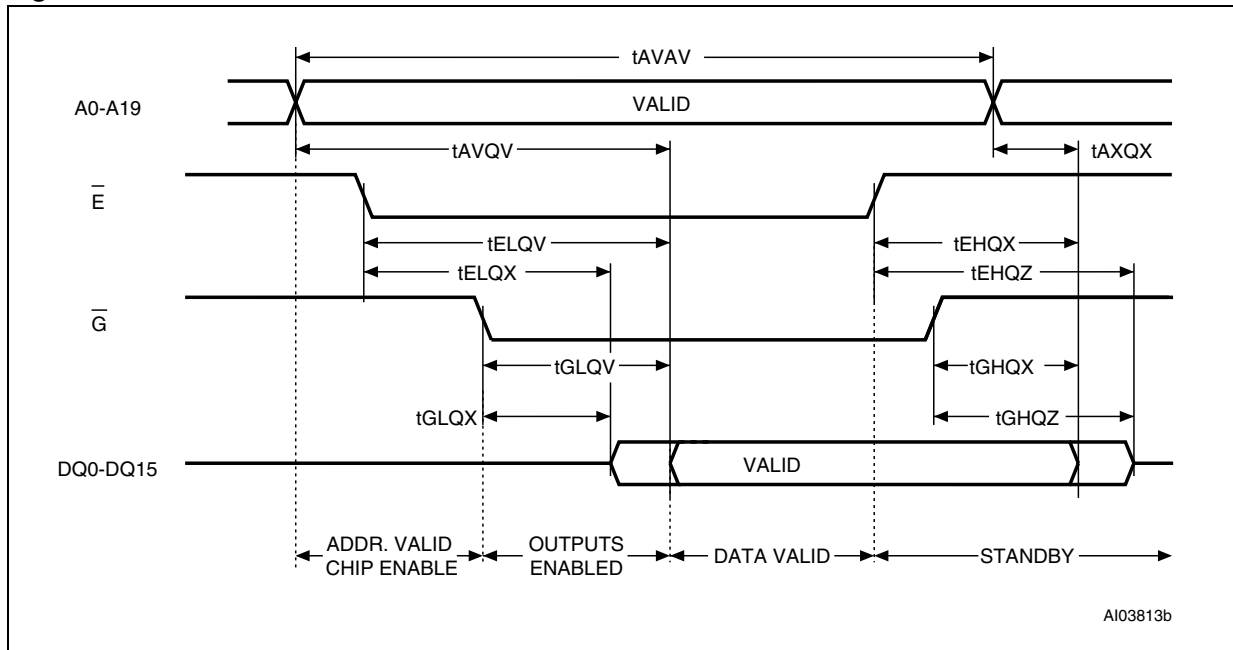 tAVAV
A0-A19
VALID
tAVQV
tAXQX
E
tELQV
tEHQX
tELQX
tEHQZ
G
tGLQV
tGHQX
tGLQX
tGHQZ
DQ0-DQ15
VALID
ADDR. VALID
CHIP ENABLE
OUTPUTS
ENABLED
DATA VALID
STANDBY
AI03813b